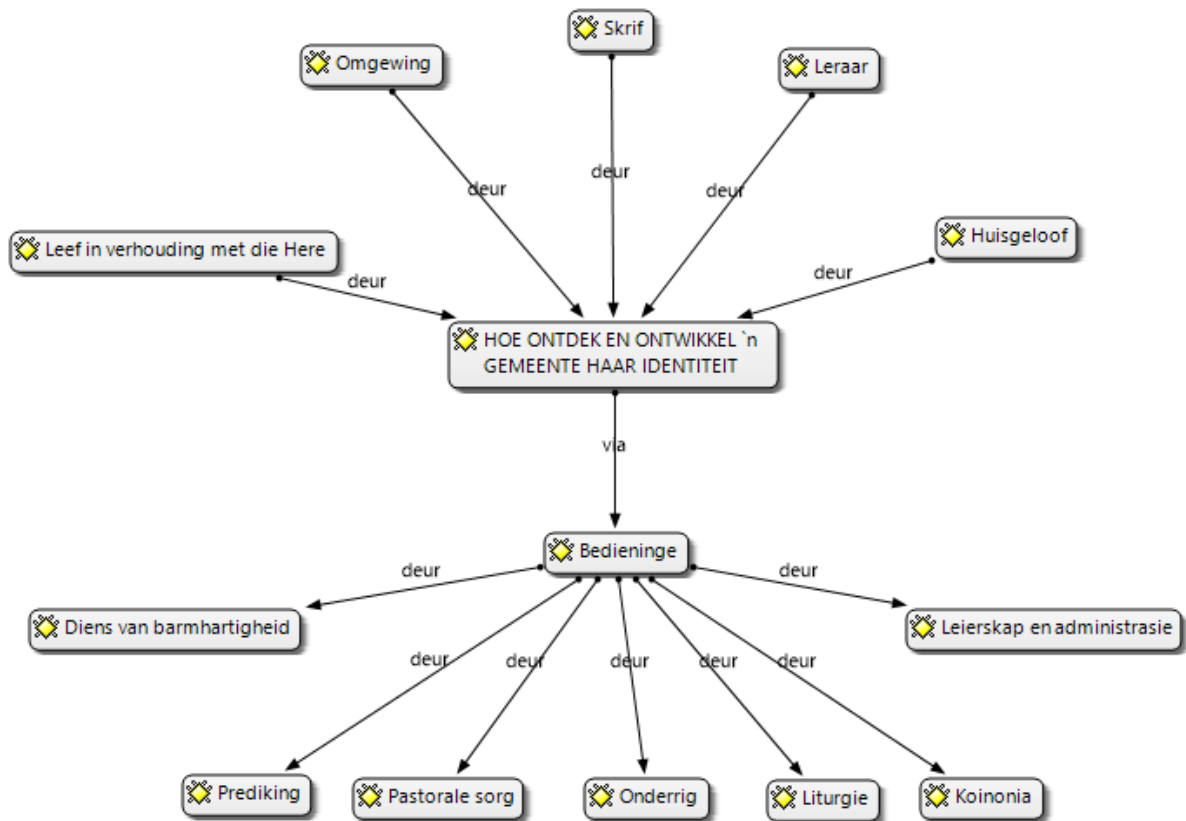 Skrif
Omgewing
Leraar
deur
deur
deur
Leef in verhouding met die Here
Huisgeloof
deur
deur
HOE ONTDEK EN ONTWIKKEL `n
GEMEENTE HAAR IDENTITEIT
via
Bedieninge
deur
deur
Diens van barmhartigheid
Leierskap en administrasie
deur
deur
deur
deur
deur
Prediking
Pastorale sorg
Onderrig
Liturgie
Koinonia